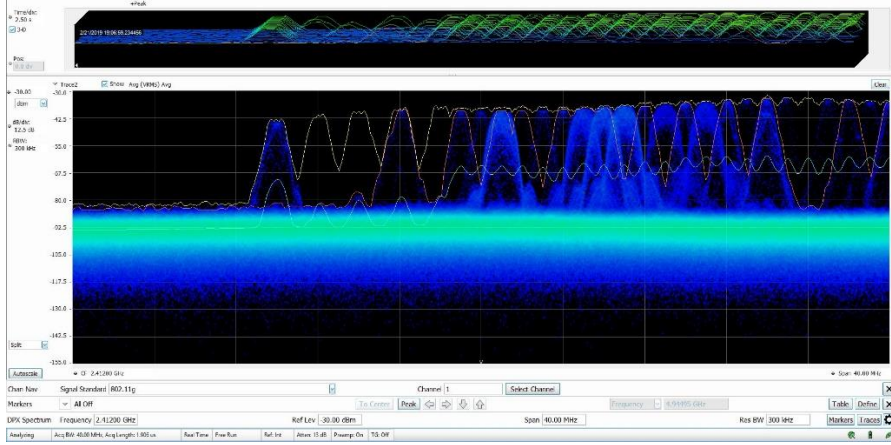 +Peak
Time/div:
2.50 s
3-D
2/21/2019 19:06:59.234456
Pos:
Trace2 Show Avg (VRMS) Avg Clear
-30.00
dBm
dB/div:
12.5 dB
RBW:
300 kHz
-30.0
-42.5
-55.0
-67.5
-80.0
-92.5
-105.0
-117.5
-130.0
-142.5
-155.0
Split
Autoscale CF 2.41200 GHz Span 40.00 MHz
Chan Nav Signal Standard 802.11g Channel 1 Select Channel
Markers All Off To Center Peak Frequency Table Define
DPX Spectrum Frequency 2.41200 GHz Ref Lev -30.00 dBm Span 40.00 MHz Res BW 300 kHz Markers Traces
Analyzing Acq BW: 40.00 MHz, Acq Length: 1.006 us Real Time Free Run Ref: Int Atten: 13 dB Preamp: On TG: Off